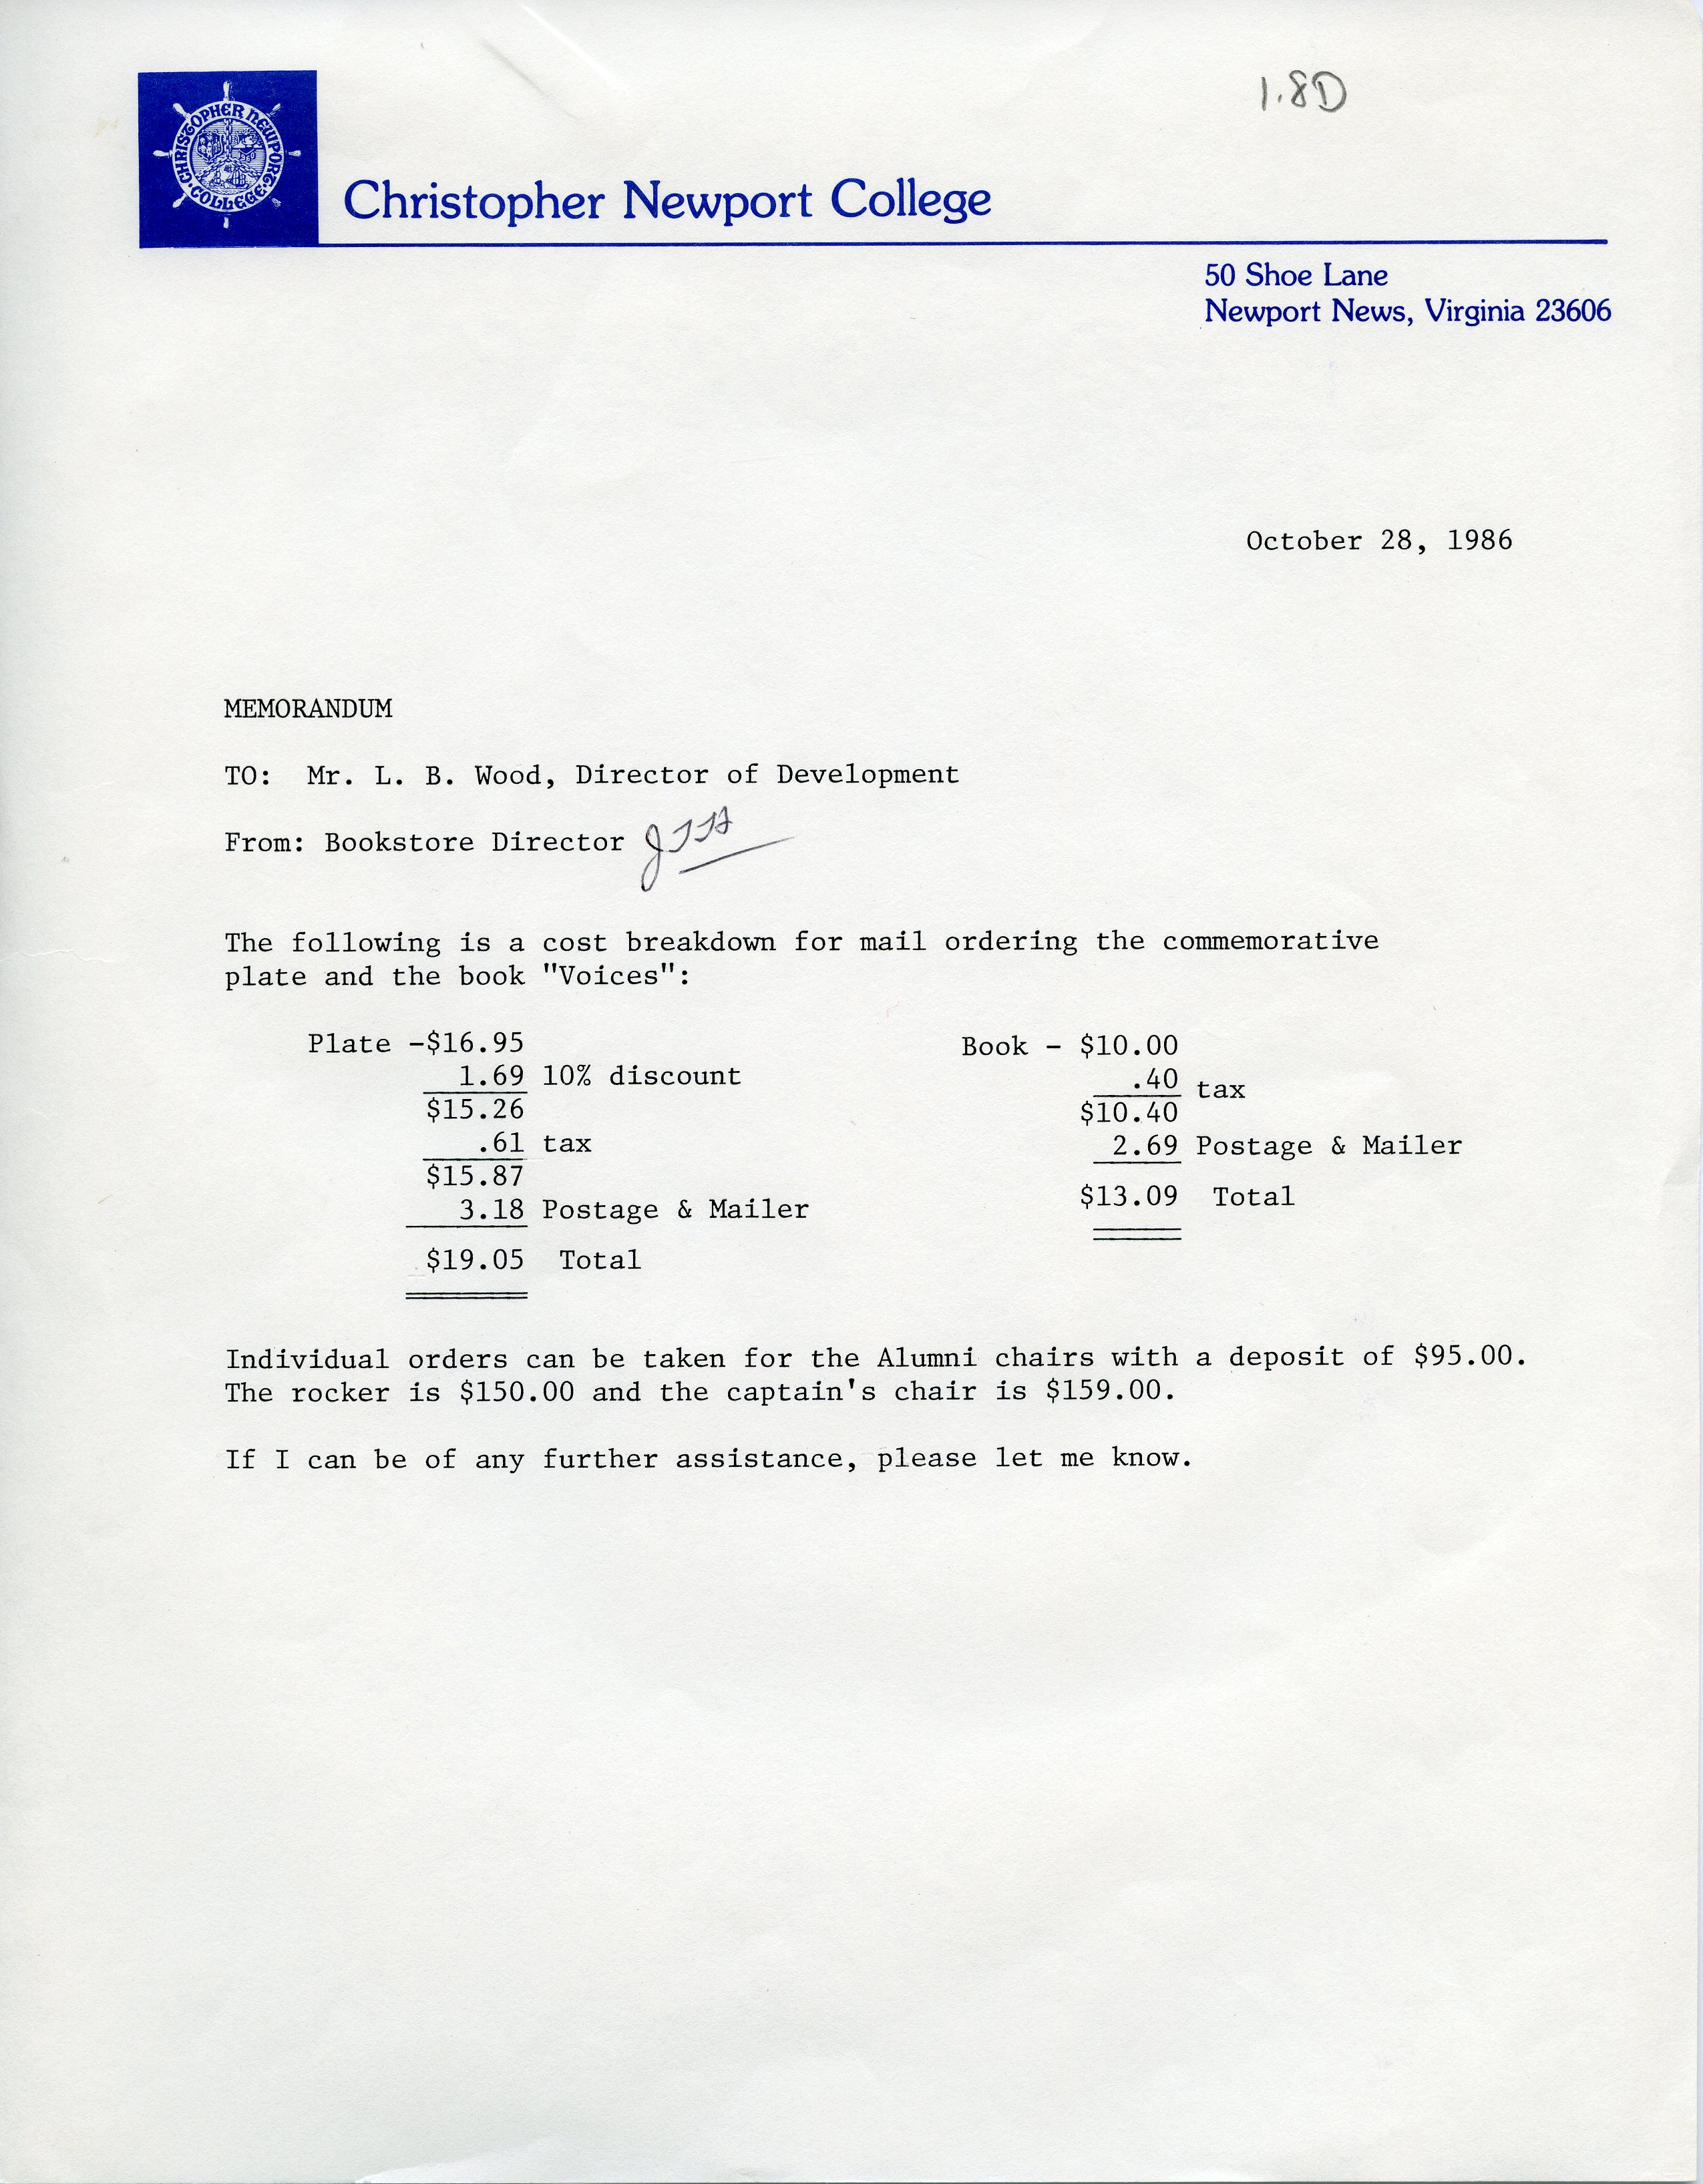 1.8D
CHRISTOPHER NEWPORT
COLLEGE
Christopher Newport College
50 Shoe Lane
Newport News, Virginia 23606
October 28, 1986
MEMORANDUM
TO: Mr. L. B. Wood, Director of Development
From: Bookstore Director
The following is a cost breakdown for mail ordering the commemorative
plate and the book "Voices":
Plate -$16.95
1.69 10% discount
$15.26
.61 tax
$15.87
3.18 Postage & Mailer
$19.05 Total
Book - $10.00
.40 tax
$10.40
2.69 Postage & Mailer
$13.09 Total
Individual orders can be taken for the Alumni chairs with a deposit of $95.00.
The rocker is $150.00 and the captain's chair is $159.00.
If I can be of any further assistance, please let me know.